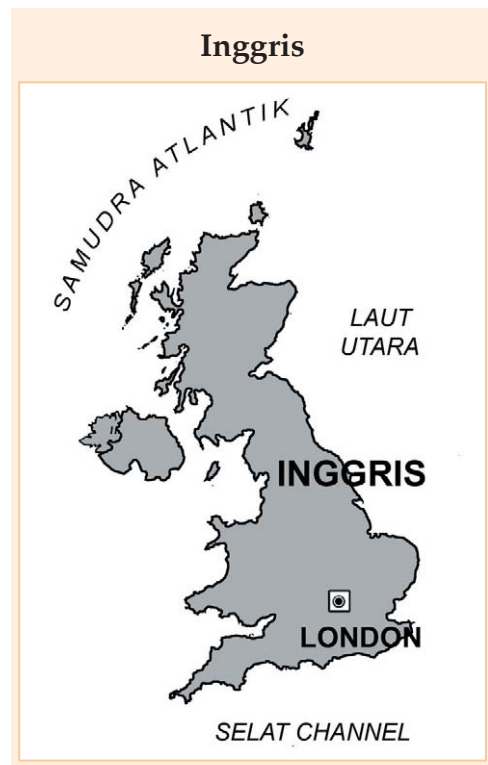 Inggris
SAMUDRA ATLANTIK
LAUT
UTARA
INGGRIS
LONDON
SELAT CHANNEL